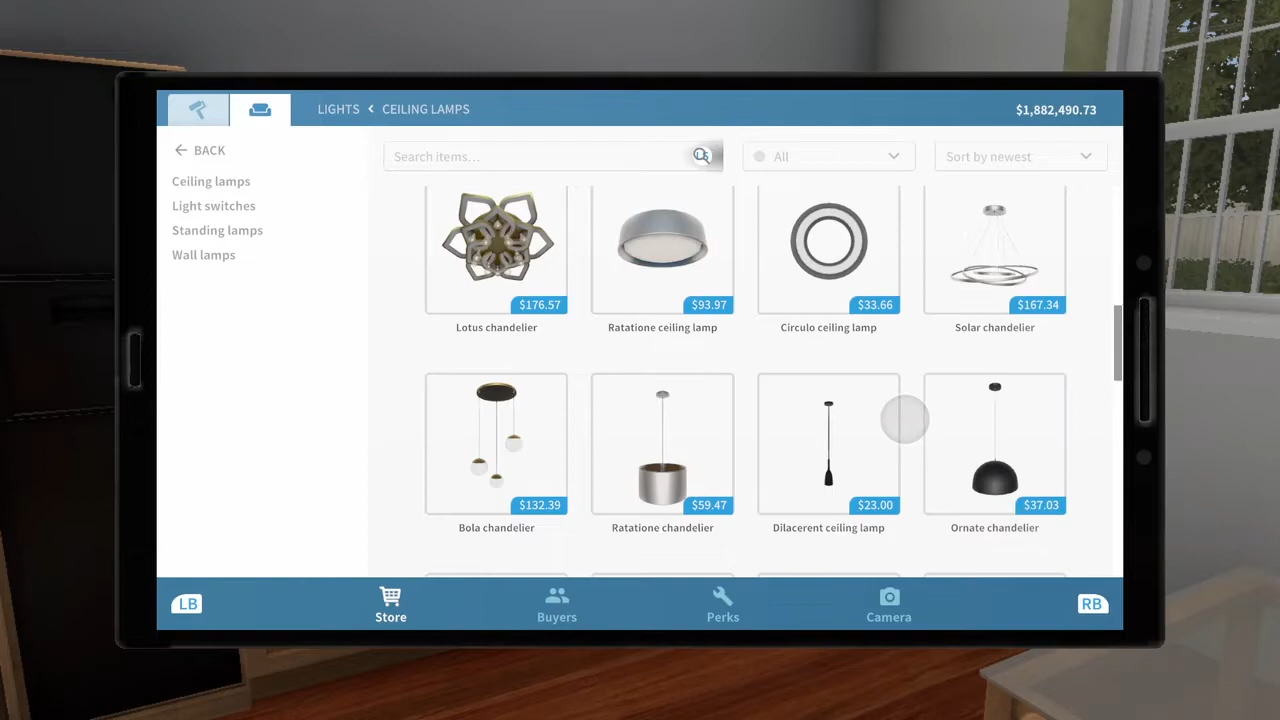 LIGHTS < CEILING LAMPS
$1,882,490.73
BACK
Ceiling lamps
Light switches
Standing lamps
Wall lamps
Search items...
LS
All
Sort by newest
$176.57
$93.97
$33.66
$167.34
Lotus chandelier
Ratatione ceiling lamp
Circulo ceiling lamp
Solar chandelier
$132.39
$59.47
$23.00
$37.03
Bola chandelier
Ratatione chandelier
Dilacerent ceiling lamp
Ornate chandelier
LB
Store
Buyers
Perks
Camera
RB